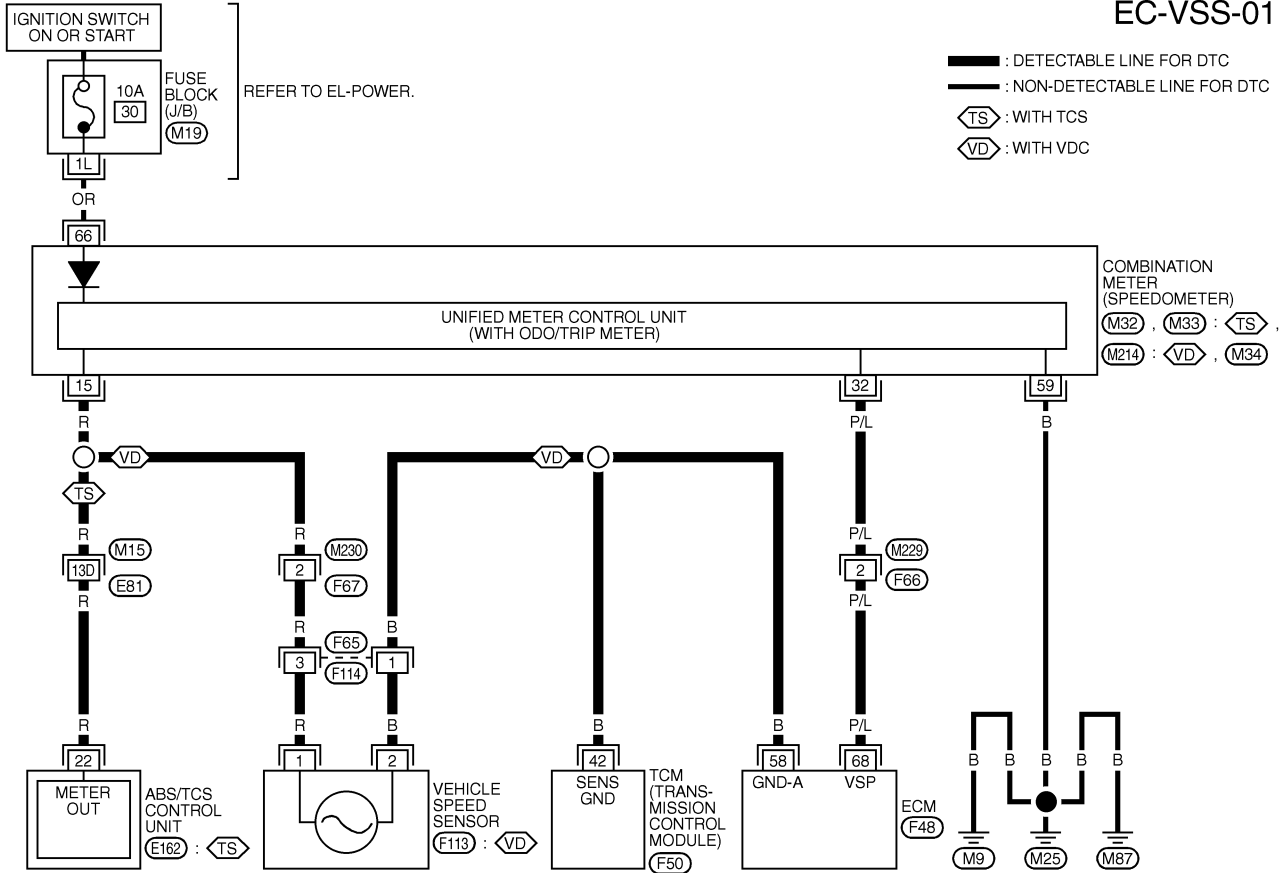 EC-VSS-01
IGNITION SWITCH
ON OR START
10A
30
FUSE
BLOCK
(J/B)
M19
REFER TO EL-POWER.
: DETECTABLE LINE FOR DTC
: NON-DETECTABLE LINE FOR DTC
TS : WITH TCS
VD : WITH VDC
1L
OR
66
UNIFIED METER CONTROL UNIT
(WITH ODO/TRIP METER)
COMBINATION
METER
(SPEEDOMETER)
M32 , M33 : TS ,
M214 : VD , M34
15 32 59
R P/L B
VD VD
TS
R R P/L
M15 M230 M229
13D 2 2
E81 F67 F66
R P/L
R B
F65
3 1
F114
R R B B B P/L
22 1 2 42 58 68
B B B B B
METER
OUT
ABS/TCS
CONTROL
UNIT
E162 : TS
VEHICLE
SPEED
SENSOR
F113 : VD
SENS
GND
TCM
(TRANS-
MISSION
CONTROL
MODULE)
F50
GND-A VSP
ECM
F48
M9 M25 M87